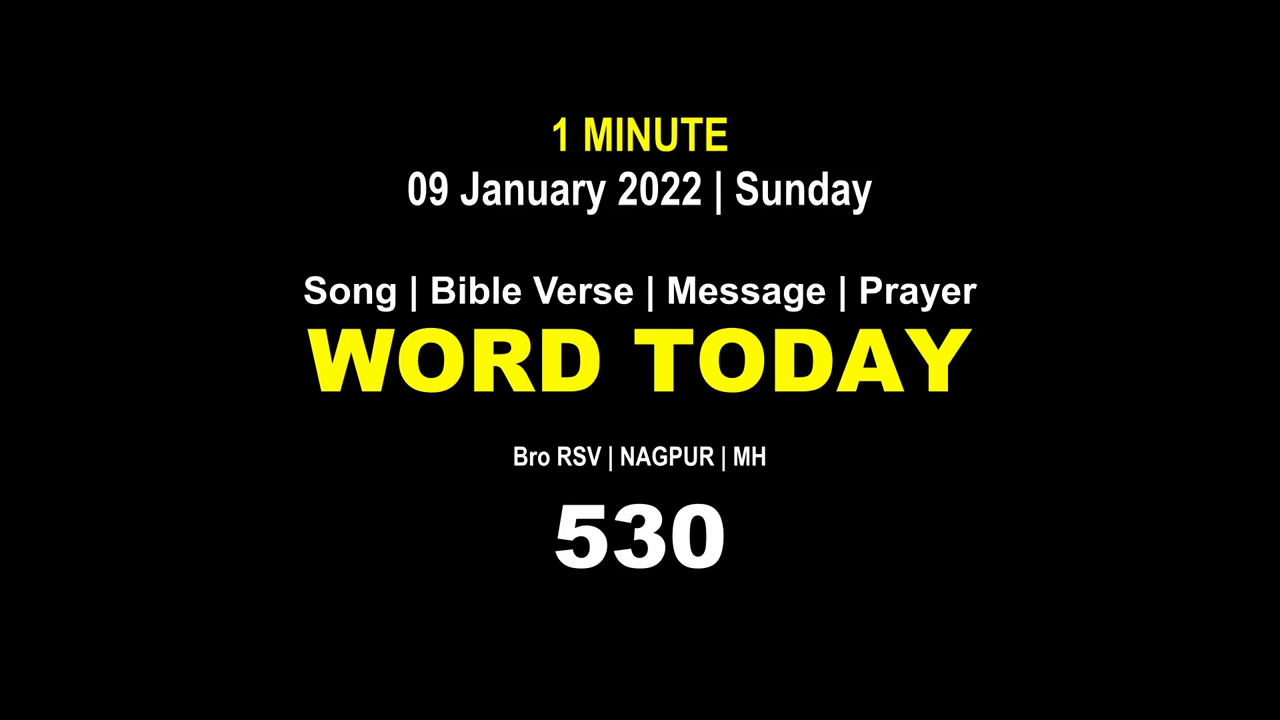 1 MINUTE
09 January 2022 | Sunday
Song | Bible Verse | Message | Prayer
WORD TODAY
Bro RSV | NAGPUR | MH
530